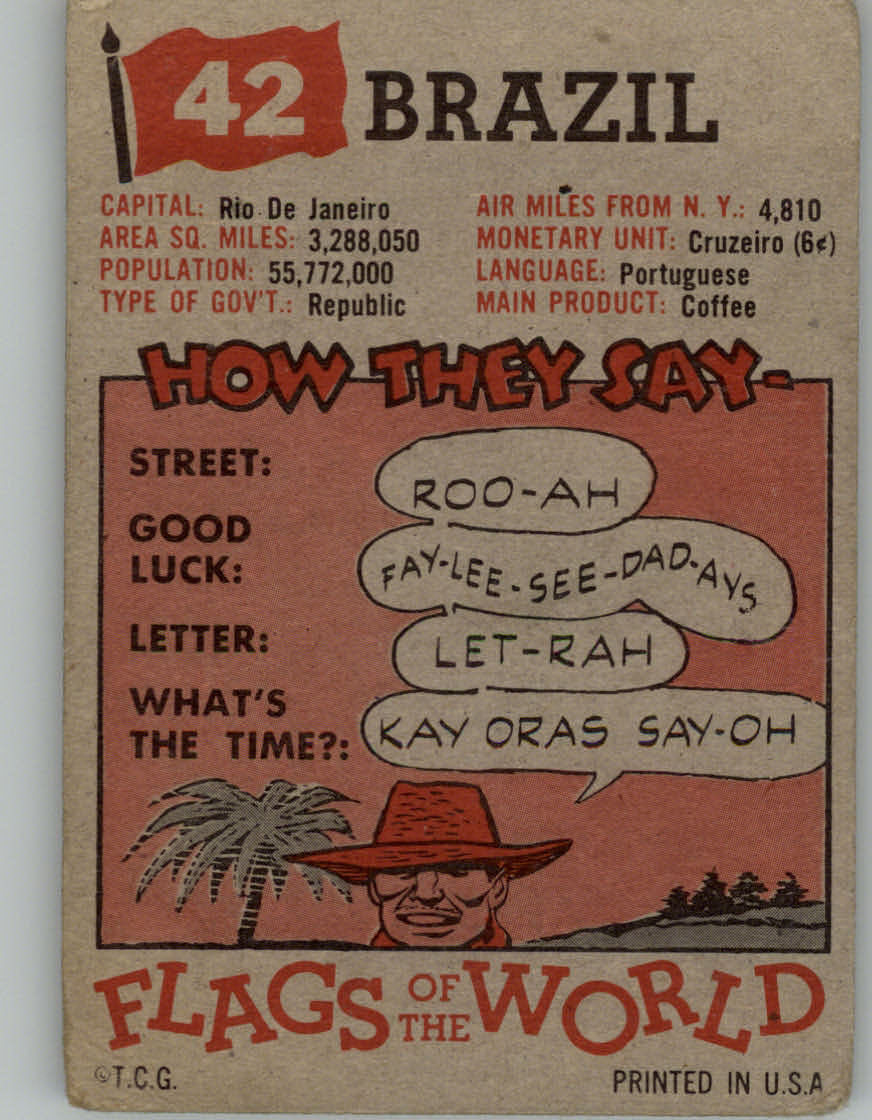 42 BRAZIL
CAPITAL: Rio De Janeiro
AREA SQ. MILES: 3,288,050
POPULATION: 55,772,000
TYPE OF GOV'T.: Republic
AIR MILES FROM N. Y.: 4,810
MONETARY UNIT: Cruzeiro (6¢)
LANGUAGE: Portuguese
MAIN PRODUCT: Coffee
HOW THEY SAY-
STREET:
ROO-AH
GOOD
LUCK:
FAY-LEE-SEE-DAD-AYS
LETTER:
LET-RAH
WHAT'S
THE TIME?:
KAY ORAS SAY-OH
FLAGS OF THE WORLD
©T.C.G.
PRINTED IN U.S.A